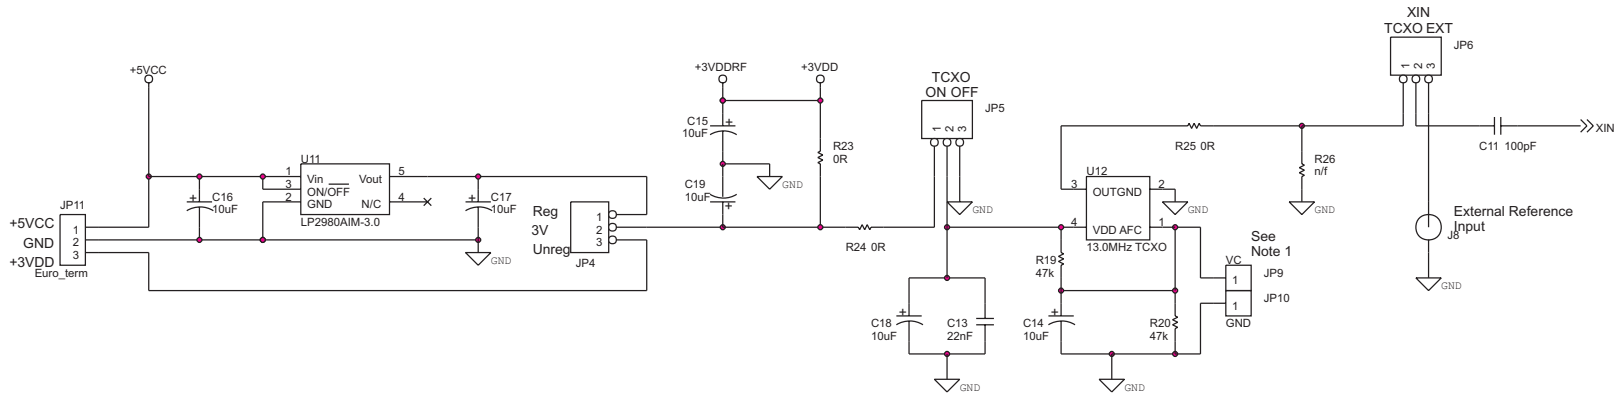 XIN
TCXO EXT
JP6
1 2 3
+5VCC
+3VDDRF
+3VDD
TCXO
ON OFF
JP5
1 2 3
C15
10uF
R23
0R
R25 0R
C11 100pF
XIN
U11
1 Vin Vout 5
3 ON/OFF
2 GND N/C 4
LP2980AIM-3.0
C16
10uF
C17
10uF
GND
C19
10uF
R26
n/f
GND
U12
3 OUT GND 2
4 VDD AFC 1
13.0MHz TCXO
GND
GND
JP11
+5VCC 1
GND 2
+3VDD 3
Euro_term
GND
Reg 1
3V 2
Unreg 3
JP4
R24 0R
External Reference
Input
J8
GND
See
Note 1
VC
1 JP9
1 JP10
GND
R19
47k
C18
10uF
C13
22nF
C14
10uF
R20
47k
GND
GND